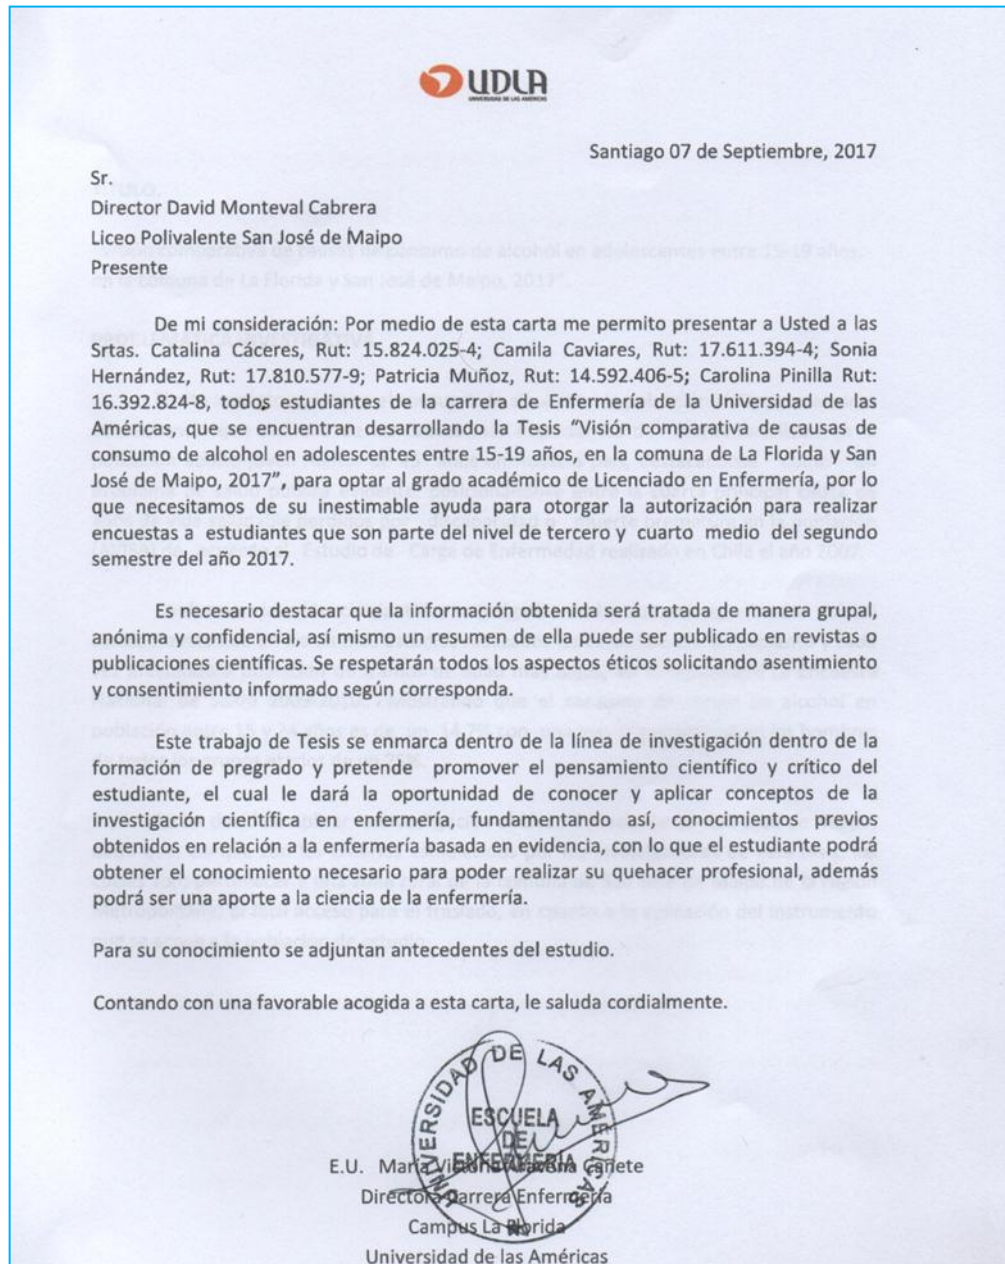 UDLA
UNIVERSIDAD DE LAS AMÉRICAS
Santiago 07 de Septiembre, 2017
Sr.
Director David Monteval Cabrera
Liceo Polivalente San José de Maipo
Presente
De mi consideración: Por medio de esta carta me permito presentar a Usted a las
Srtas. Catalina Cáceres, Rut: 15.824.025-4; Camila Caviares, Rut: 17.611.394-4; Sonia
Hernández, Rut: 17.810.577-9; Patricia Muñoz, Rut: 14.592.406-5; Carolina Pinilla Rut:
16.392.824-8, todos estudiantes de la carrera de Enfermería de la Universidad de las
Américas, que se encuentran desarrollando la Tesis "Visión comparativa de causas de
consumo de alcohol en adolescentes entre 15-19 años, en la comuna de La Florida y San
José de Maipo, 2017", para optar al grado académico de Licenciado en Enfermería, por lo
que necesitamos de su inestimable ayuda para otorgar la autorización para realizar
encuestas a estudiantes que son parte del nivel de tercero y cuarto medio del segundo
semestre del año 2017.
Es necesario destacar que la información obtenida será tratada de manera grupal,
anónima y confidencial, así mismo un resumen de ella puede ser publicado en revistas o
publicaciones científicas. Se respetarán todos los aspectos éticos solicitando asentimiento
y consentimiento informado según corresponda.
Este trabajo de Tesis se enmarca dentro de la línea de investigación dentro de la
formación de pregrado y pretende promover el pensamiento científico y crítico del
estudiante, el cual le dará la oportunidad de conocer y aplicar conceptos de la
investigación científica en enfermería, fundamentando así, conocimientos previos
obtenidos en relación a la enfermería basada en evidencia, con lo que el estudiante podrá
obtener el conocimiento necesario para poder realizar su quehacer profesional, además
podrá ser una aporte a la ciencia de la enfermería.
Para su conocimiento se adjuntan antecedentes del estudio.
Contando con una favorable acogida a esta carta, le saluda cordialmente.
UNIVERSIDAD DE LAS AMÉRICAS
ESCUELA
DE
ENFERMERÍA
E.U. María Victoria Cañete
Directora Carrera Enfermería
Campus La Florida
Universidad de las Américas